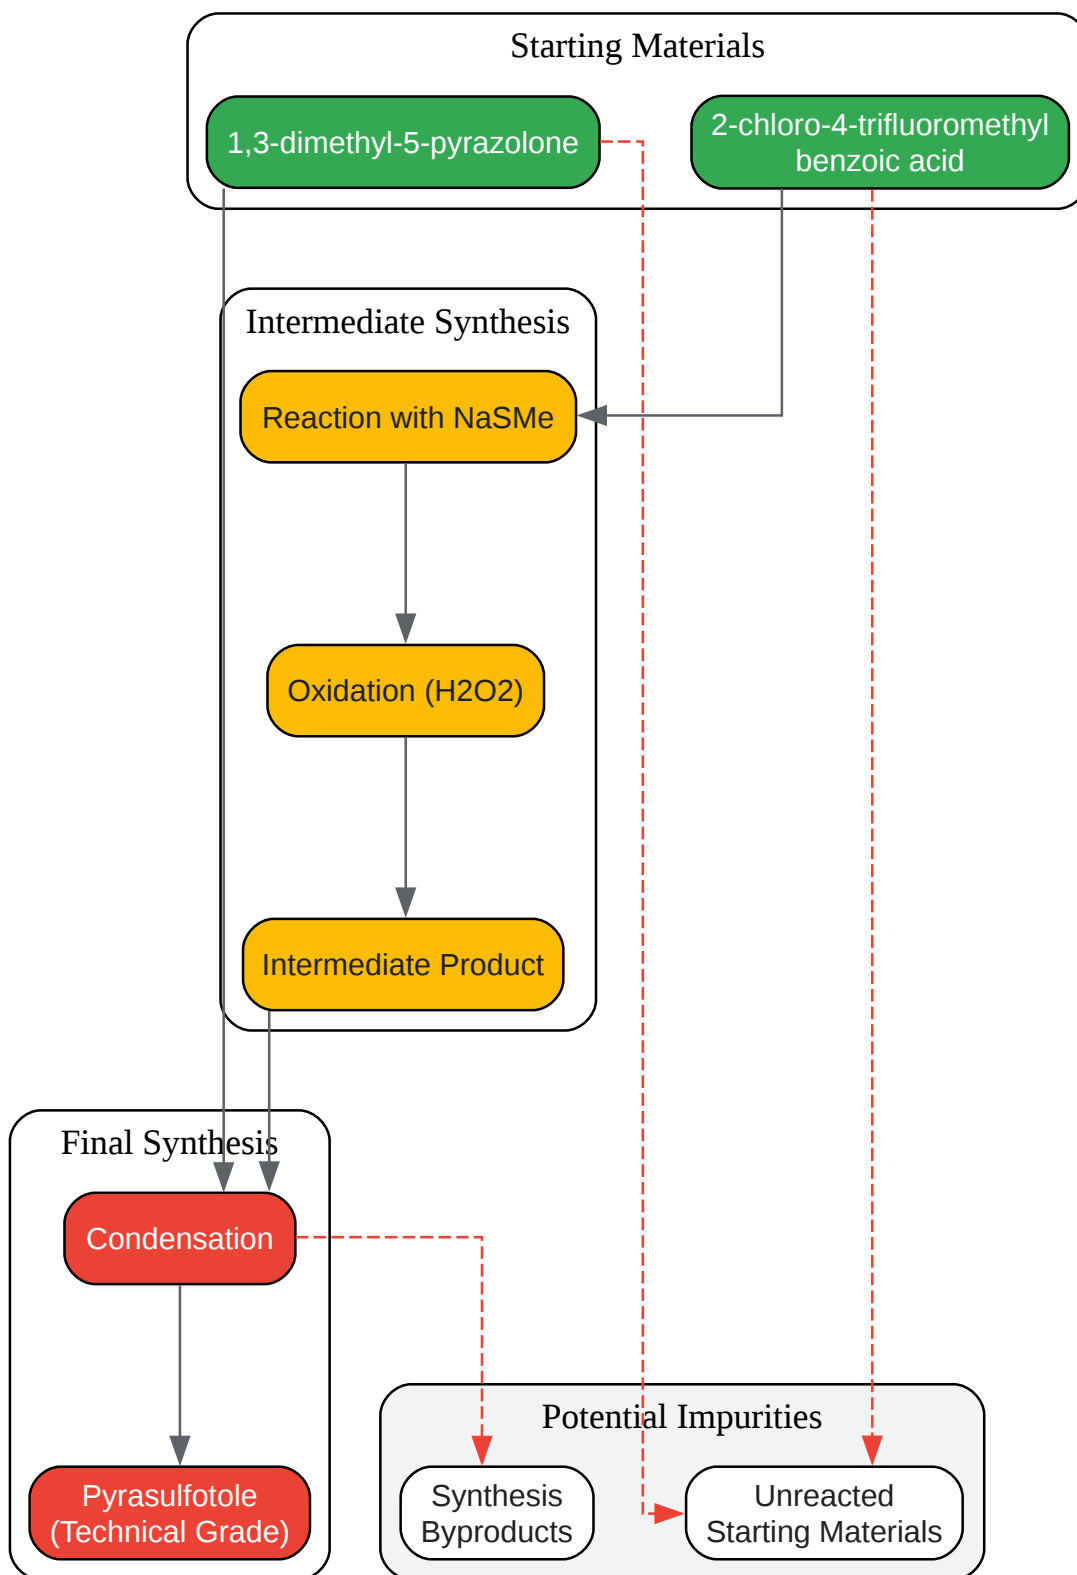 Starting Materials
1,3-dimethyl-5-pyrazolone
2-chloro-4-trifluoromethyl
benzoic acid
Intermediate Synthesis
Reaction with NaSMe
Oxidation (H2O2)
Intermediate Product
Final Synthesis
Condensation
Pyrasulfotole
(Technical Grade)
Potential Impurities
Synthesis
Byproducts
Unreacted
Starting Materials